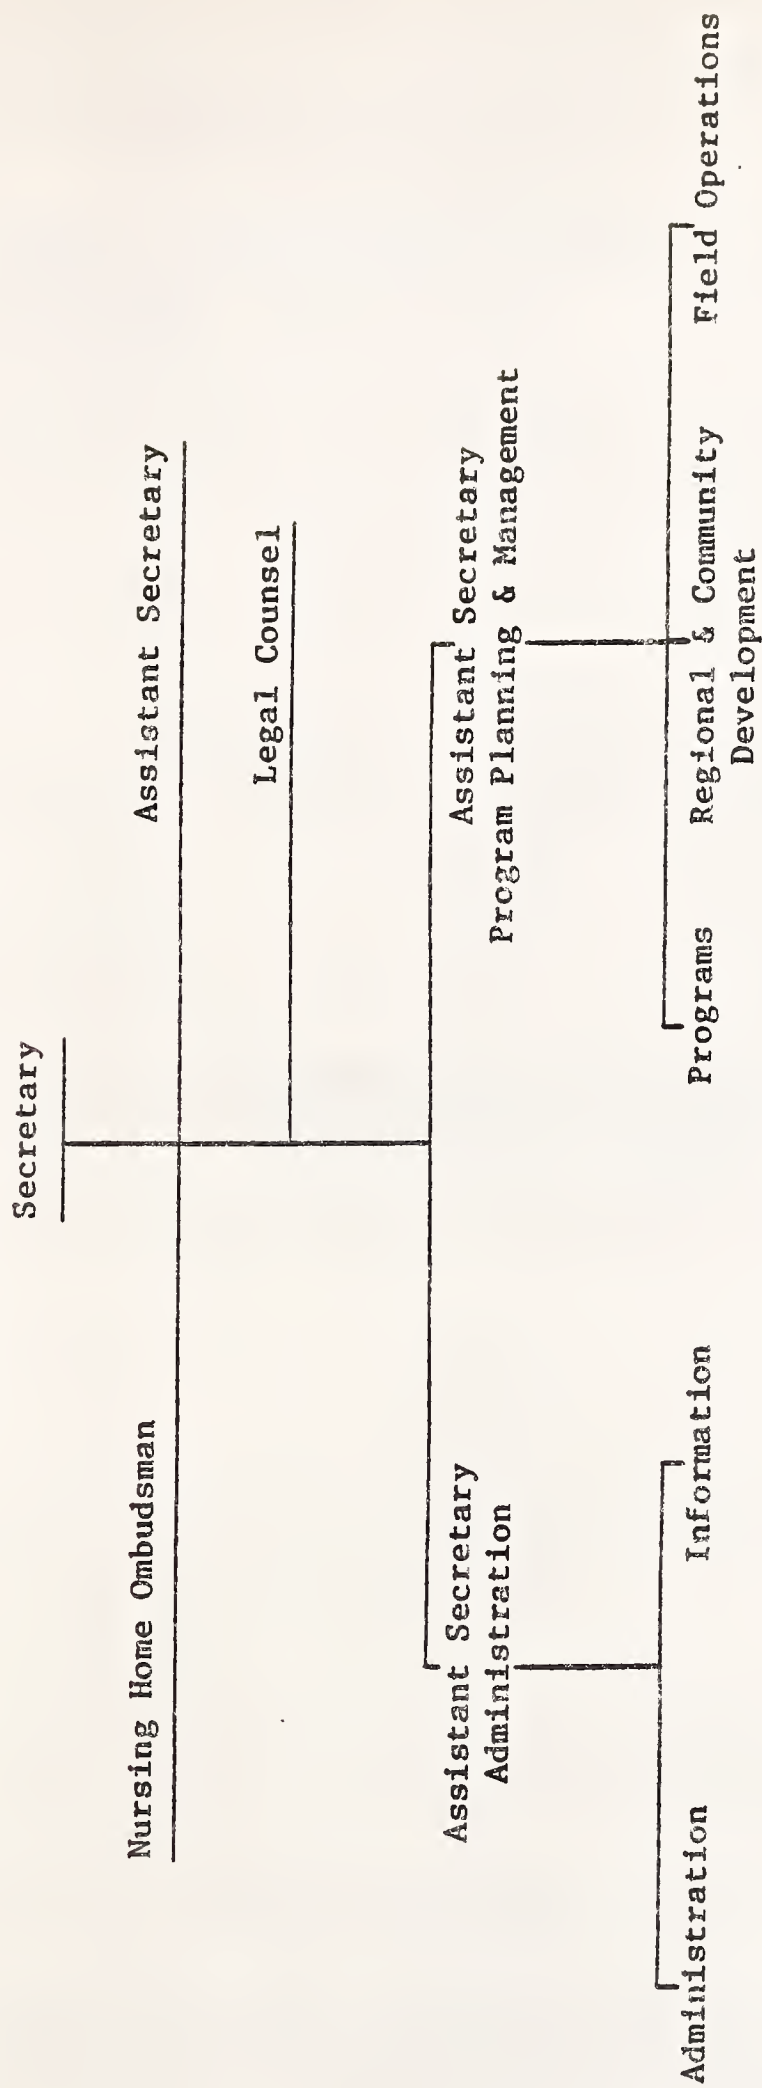 Secretary
Nursing Home Ombudsman
Assistant Secretary
Legal Counsel
Assistant Secretary
Administration
Assistant Secretary
Program Planning & Management
Administration
Information
Programs
Regional & Community
Development
Field Operations